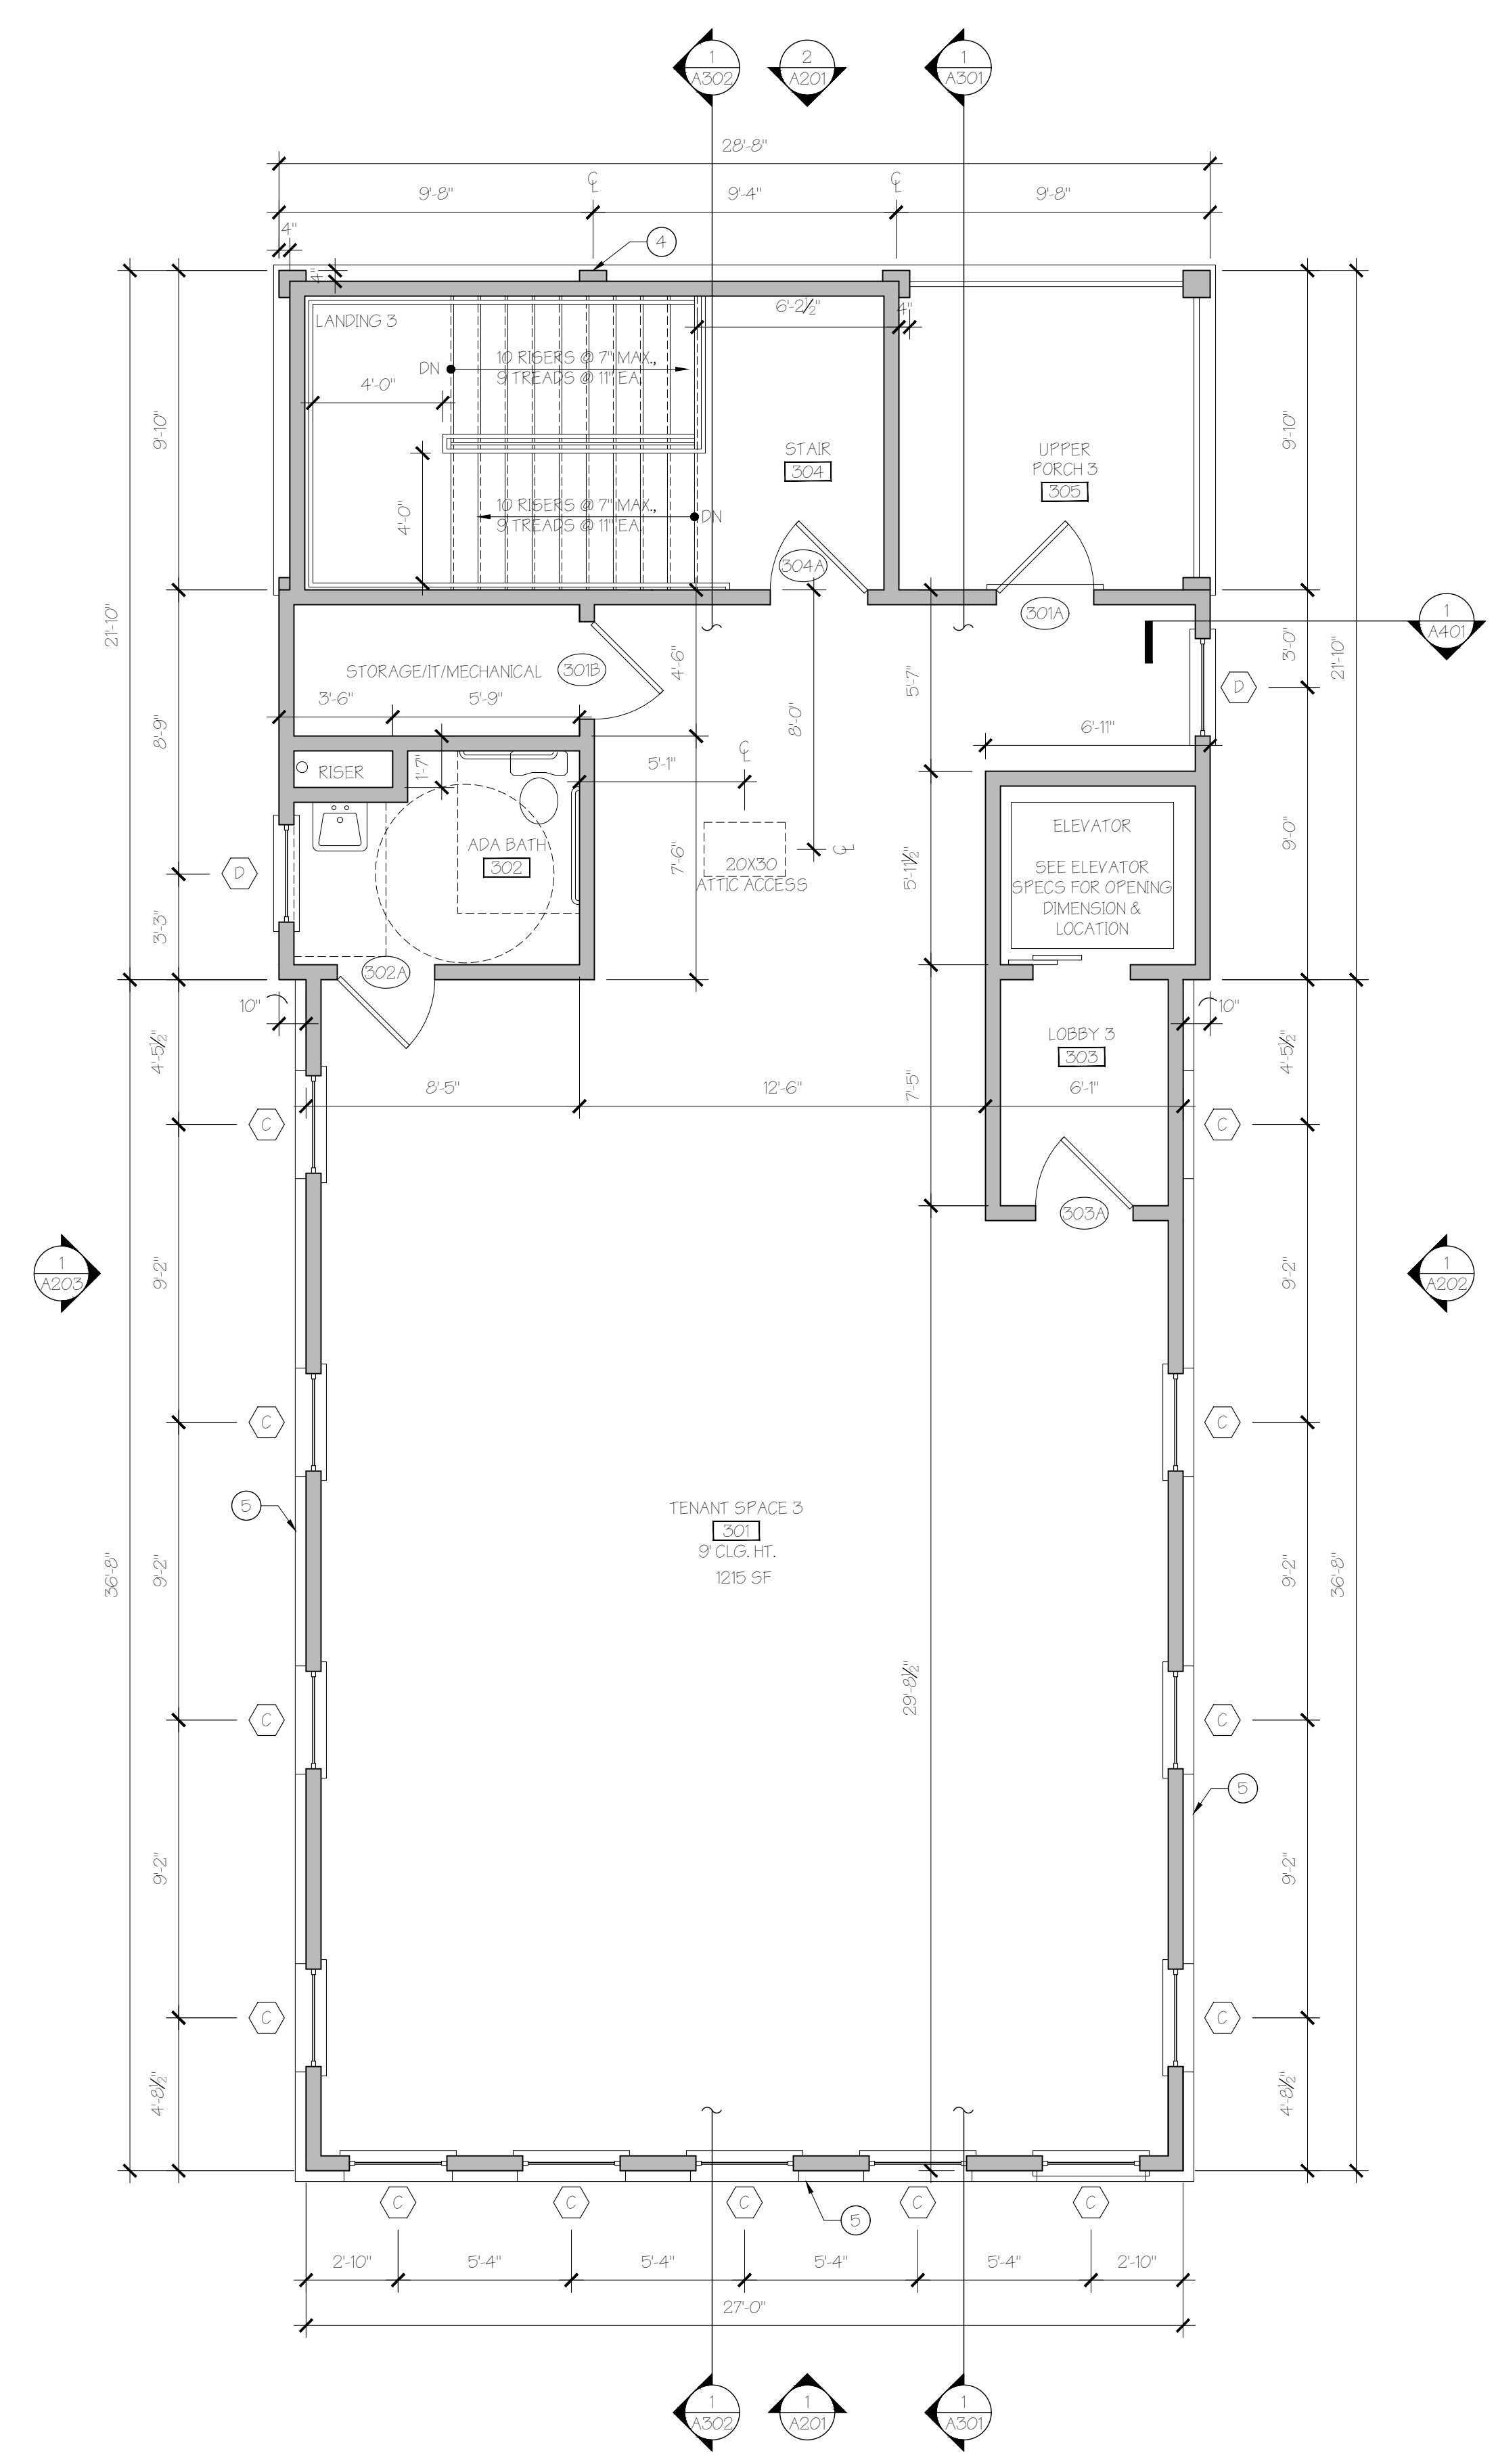 1 2 1
A302 A201 A301
28'-8"
9'-8" ℄ 9'-4" ℄ 9'-8"
4"
4
4"
LANDING 3
6'-2½"
4"
10 RISERS @ 7" MAX.,
DN
9 TREADS @ 11" EA.
4'-0"
9'-10"
9'-10"
STAIR
304
UPPER
PORCH 3
305
10 RISERS @ 7" MAX.,
DN
9 TREADS @ 11" EA.
4'-0"
304A
301A
1
A401
21'-10"
21'-10"
3'-0"
STORAGE/IT/MECHANICAL
301B
4'-6"
5'-7"
D
3'-6"
5'-9"
8'-9"
8'-0"
6'-11"
RISER
1'-7"
5'-1"
℄
ELEVATOR
SEE ELEVATOR
SPECS FOR OPENING
DIMENSION &
LOCATION
9'-0"
ADA BATH
302
7'-6"
20X30
ATTIC ACCESS
℄
5'-11½"
D
3'-3"
302A
10"
10"
4'-5½"
4'-5½"
LOBBY 3
303
8'-5"
12'-6"
7'-5"
6'-1"
C
C
303A
1
A203
9'-2"
9'-2"
1
A202
C
C
5
TENANT SPACE 3
301
9' CLG. HT.
1215 SF
36'-8"
9'-2"
9'-2"
36'-8"
29'-8½"
C
C
5
9'-2"
9'-2"
C
C
4'-8½"
4'-8½"
C C C C C
5
2'-10" 5'-4" 5'-4" 5'-4" 5'-4" 2'-10"
27'-0"
1 1 1
A302 A201 A301